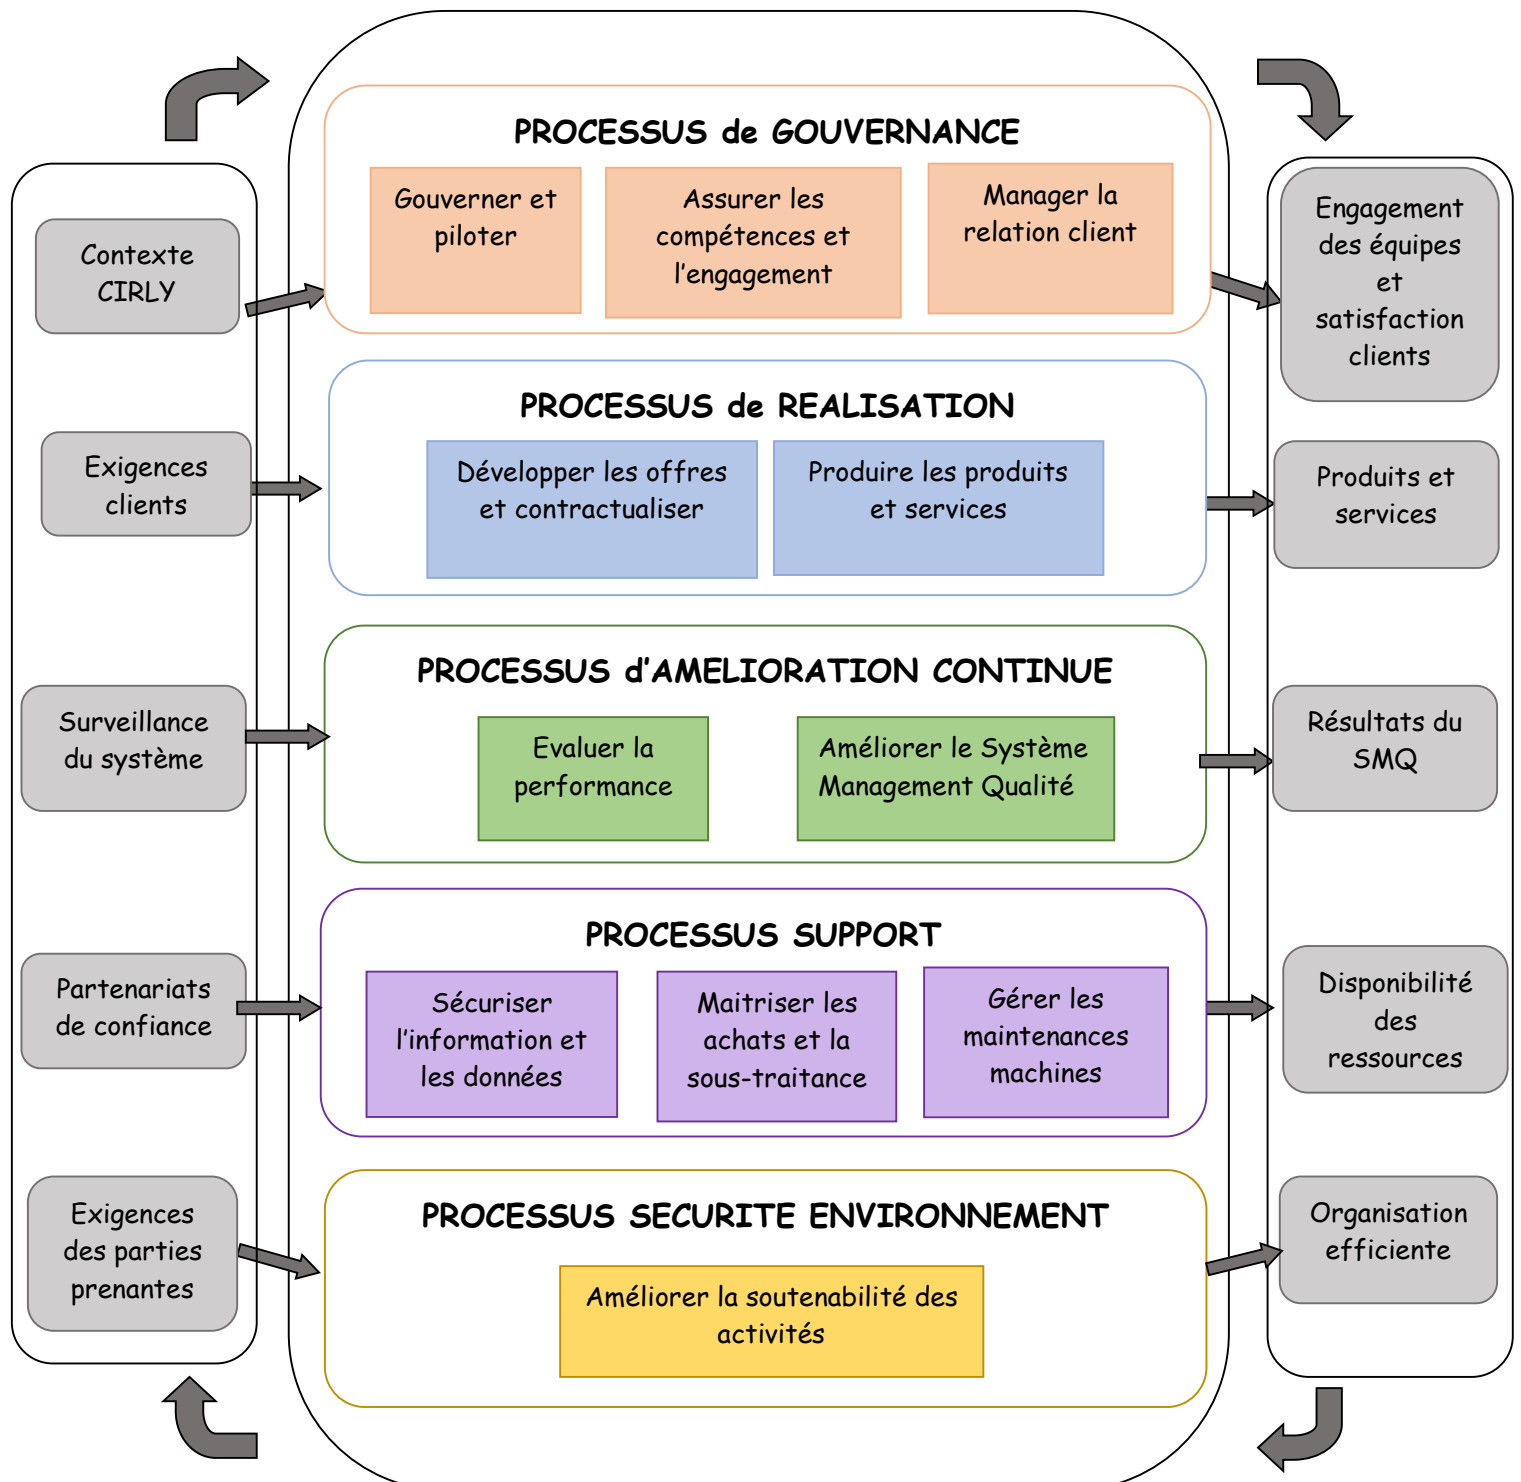 PROCESSUS de GOUVERNANCE
Gouverner et
piloter
Assurer les
compétences et
l'engagement
Manager la
relation client
Contexte
CIRLY
Engagement
des équipes
et
satisfaction
clients
PROCESSUS de REALISATION
Développer les offres
et contractualiser
Produire les produits
et services
Exigences
clients
Produits et
services
PROCESSUS d'AMELIORATION CONTINUE
Evaluer la
performance
Améliorer le Système
Management Qualité
Surveillance
du système
Résultats du
SMQ
PROCESSUS SUPPORT
Sécuriser
l'information et
les données
Maitriser les
achats et la
sous-traitance
Gérer les
maintenances
machines
Partenariats
de confiance
Disponibilité
des
ressources
PROCESSUS SECURITE ENVIRONNEMENT
Améliorer la soutenabilité des
activités
Exigences
des parties
prenantes
Organisation
efficiente